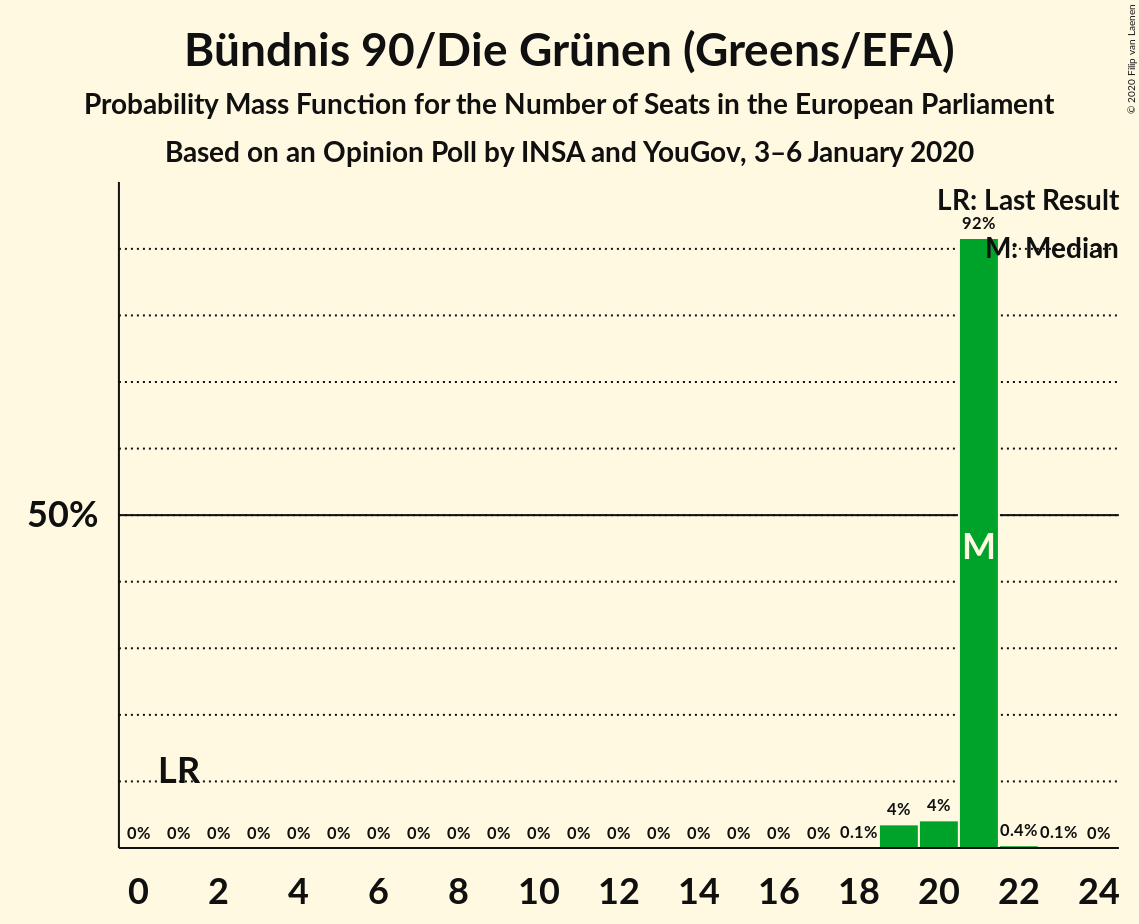 Bündnis 90/Die Grünen (Greens/EFA)
Probability Mass Function for the Number of Seats in the European Parliament
Based on an Opinion Poll by INSA and YouGov, 3–6 January 2020
© 2020 Filip van Laenen
LR: Last Result
92%
M: Median
50%
M
LR
4% 4%
0% 0% 0% 0% 0% 0% 0% 0% 0% 0% 0% 0% 0% 0% 0% 0% 0% 0% 0.1% 0.4% 0.1% 0%
0 2 4 6 8 10 12 14 16 18 20 22 24